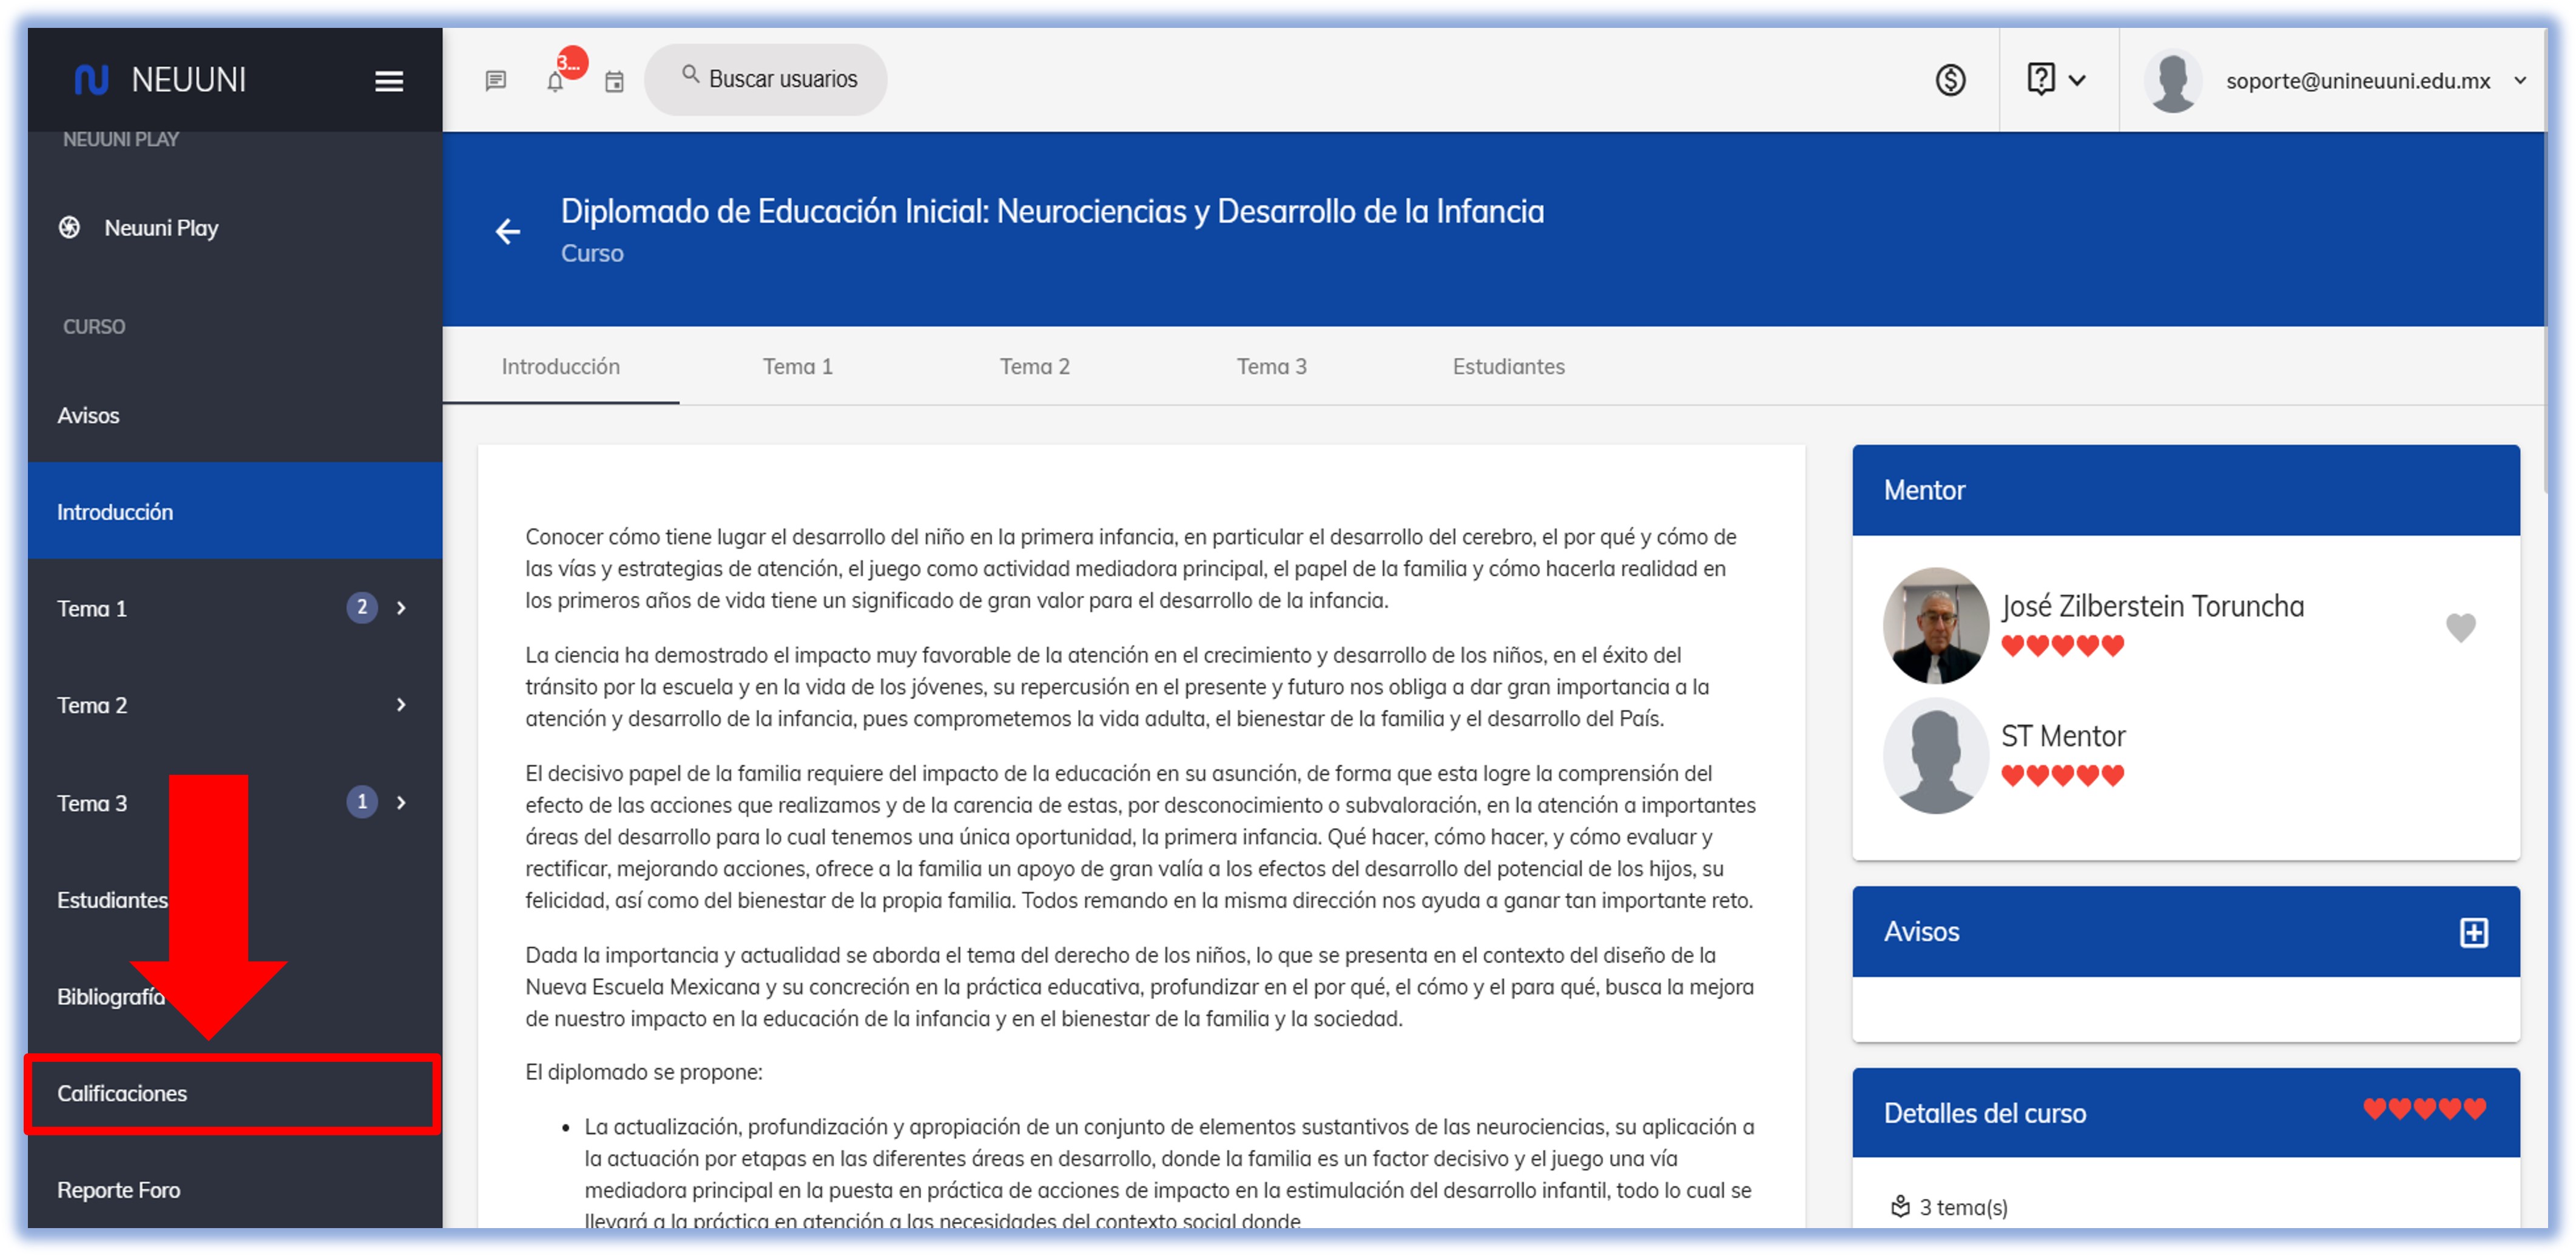 NEUUNI
3...
Buscar usuarios
soporte@unineuuni.edu.mx
NEUUNI PLAY
Neuuni Play
CURSO
Avisos
Introducción
Tema 1
2
Tema 2
Tema 3
1
Estudiantes
Bibliografía
Calificaciones
Reporte Foro
Diplomado de Educación Inicial: Neurociencias y Desarrollo de la Infancia
Curso
Introducción
Tema 1
Tema 2
Tema 3
Estudiantes
Conocer cómo tiene lugar el desarrollo del niño en la primera infancia, en particular el desarrollo del cerebro, el por qué y cómo de
las vías y estrategias de atención, el juego como actividad mediadora principal, el papel de la familia y cómo hacerla realidad en
los primeros años de vida tiene un significado de gran valor para el desarrollo de la infancia.
La ciencia ha demostrado el impacto muy favorable de la atención en el crecimiento y desarrollo de los niños, en el éxito del
tránsito por la escuela y en la vida de los jóvenes, su repercusión en el presente y futuro nos obliga a dar gran importancia a la
atención y desarrollo de la infancia, pues comprometemos la vida adulta, el bienestar de la familia y el desarrollo del País.
El decisivo papel de la familia requiere del impacto de la educación en su asunción, de forma que esta logre la comprensión del
efecto de las acciones que realizamos y de la carencia de estas, por desconocimiento o subvaloración, en la atención a importantes
áreas del desarrollo para lo cual tenemos una única oportunidad, la primera infancia. Qué hacer, cómo hacer, y cómo evaluar y
rectificar, mejorando acciones, ofrece a la familia un apoyo de gran valía a los efectos del desarrollo del potencial de los hijos, su
felicidad, así como del bienestar de la propia familia. Todos remando en la misma dirección nos ayuda a ganar tan importante reto.
Dada la importancia y actualidad se aborda el tema del derecho de los niños, lo que se presenta en el contexto del diseño de la
Nueva Escuela Mexicana y su concreción en la práctica educativa, profundizar en el por qué, el cómo y el para qué, busca la mejora
de nuestro impacto en la educación de la infancia y en el bienestar de la familia y la sociedad.
El diplomado se propone:
• La actualización, profundización y apropiación de un conjunto de elementos sustantivos de las neurociencias, su aplicación a
la actuación por etapas en las diferentes áreas en desarrollo, donde la familia es un factor decisivo y el juego una vía
mediadora principal en la puesta en práctica de acciones de impacto en la estimulación del desarrollo infantil, todo lo cual se
llevará a la práctica en atención a las necesidades del contexto social donde
Mentor
José Zilberstein Toruncha
ST Mentor
Avisos
Detalles del curso
3 tema(s)